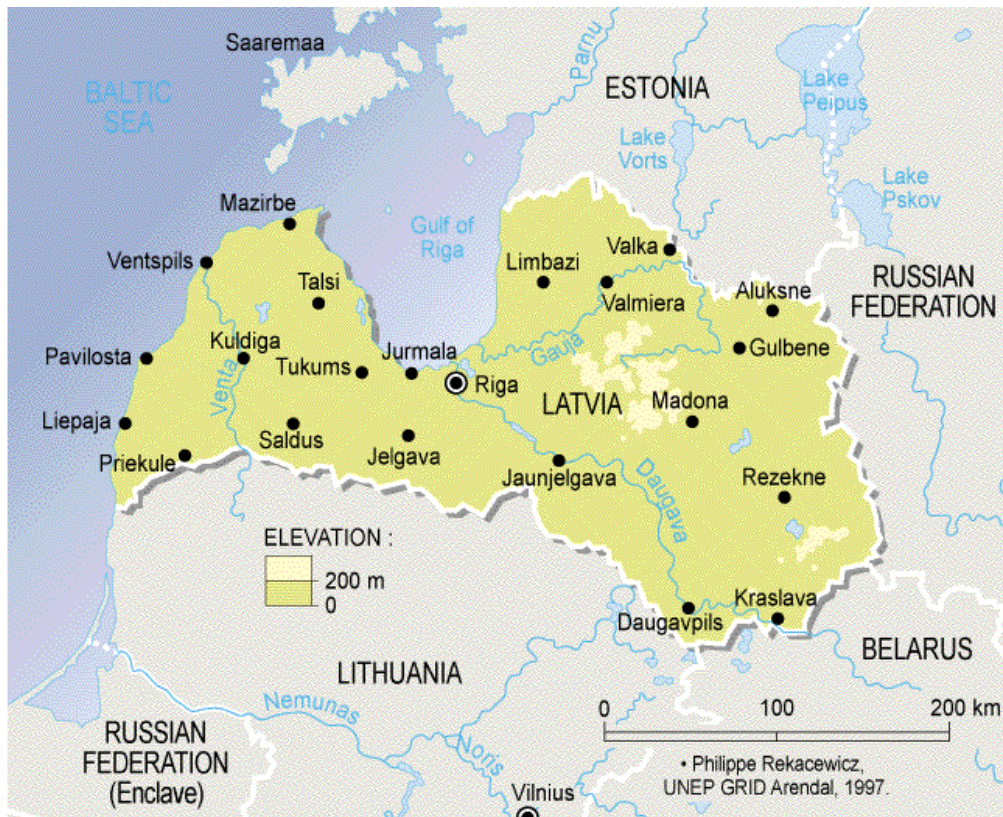 Saaremaa
Parnu
BALTIC
SEA
ESTONIA
Lake
Peipus
Lake
Vorts
Lake
Pskov
Mazirbe
Gulf of
Riga
Valka
Ventspils
Limbazi
RUSSIAN
FEDERATION
Talsi
Valmiera
Aluksne
Pavilosta
Kuldiga
Jurmala
Gauja
Gulbene
Tukums
Riga
Venta
LATVIA
Madona
Liepaja
Saldus
Jelgava
Priekule
Jaunjelgava
Daugava
Rezekne
ELEVATION :
200 m
0
Kraslava
Daugavpils
BELARUS
LITHUANIA
Nemunas
0 100 200 km
RUSSIAN
FEDERATION
(Enclave)
Noris
• Philippe Rekacewicz,
UNEP GRID Arendal, 1997.
Vilnius